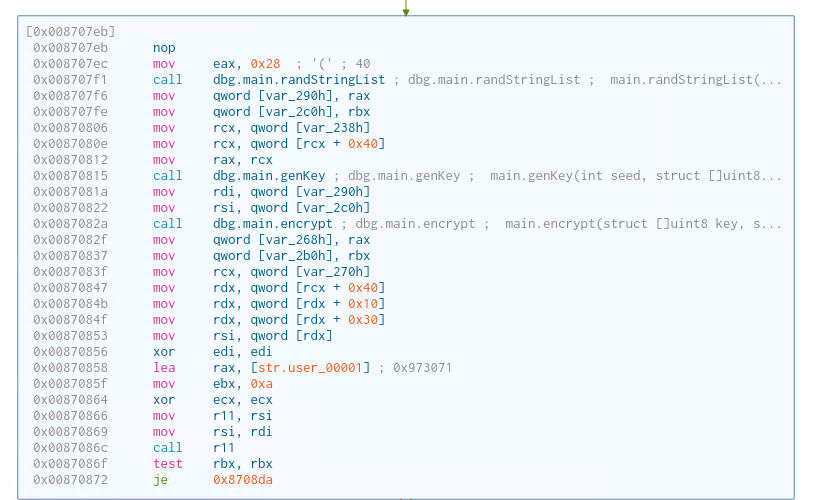 [0x008707eb]
0x008707eb nop
0x008707ec mov eax, 0x28 ; '(' ; 40
0x008707f1 call dbg.main.randStringList ; dbg.main.randStringList ; main.randStringList(...
0x008707f6 mov qword [var_290h], rax
0x008707fe mov qword [var_2c0h], rbx
0x00870806 mov rcx, qword [var_238h]
0x0087080e mov rcx, qword [rcx + 0x40]
0x00870812 mov rax, rcx
0x00870815 call dbg.main.genKey ; dbg.main.genKey ; main.genKey(int seed, struct []uint8...
0x0087081a mov rdi, qword [var_290h]
0x00870822 mov rsi, qword [var_2c0h]
0x0087082a call dbg.main.encrypt ; dbg.main.encrypt ; main.encrypt(struct []uint8 key, s...
0x0087082f mov qword [var_268h], rax
0x00870837 mov qword [var_2b0h], rbx
0x0087083f mov rcx, qword [var_270h]
0x00870847 mov rdx, qword [rcx + 0x40]
0x0087084b mov rdx, qword [rdx + 0x10]
0x0087084f mov rdx, qword [rdx + 0x30]
0x00870853 mov rsi, qword [rdx]
0x00870856 xor edi, edi
0x00870858 lea rax, [str.user_00001] ; 0x973071
0x0087085f mov ebx, 0xa
0x00870864 xor ecx, ecx
0x00870866 mov r11, rsi
0x00870869 mov rsi, rdi
0x0087086c call r11
0x0087086f test rbx, rbx
0x00870872 je 0x8708da